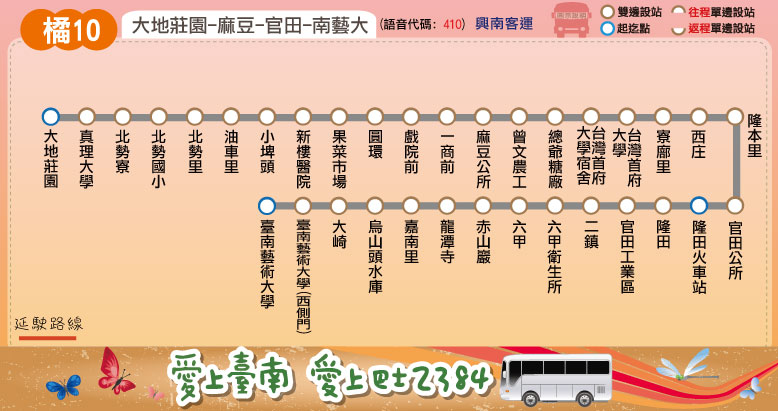 橘10
大地莊園-麻豆-官田-南藝大
(語音代碼: 410)
興南客運
雙邊設站
往程單邊設站
起迄點
返程單邊設站
大地莊園
真理大學
北勢寮
北勢國小
北勢里
油車里
小埤頭
新樓醫院
果菜市場
圓環
戲院前
一商前
麻豆公所
曾文農工
總爺糖廠
台灣首府
大學宿舍
台灣首府
大學
寮廍里
西庄
隆本里
官田公所
隆田火車站
隆田
官田工業區
二鎮
六甲衛生所
六甲
赤山巖
龍潭寺
嘉南里
烏山頭水庫
大崎
臺南藝術大學(西側門)
臺南藝術大學
延駛路線
愛上臺南 愛上巴士2384